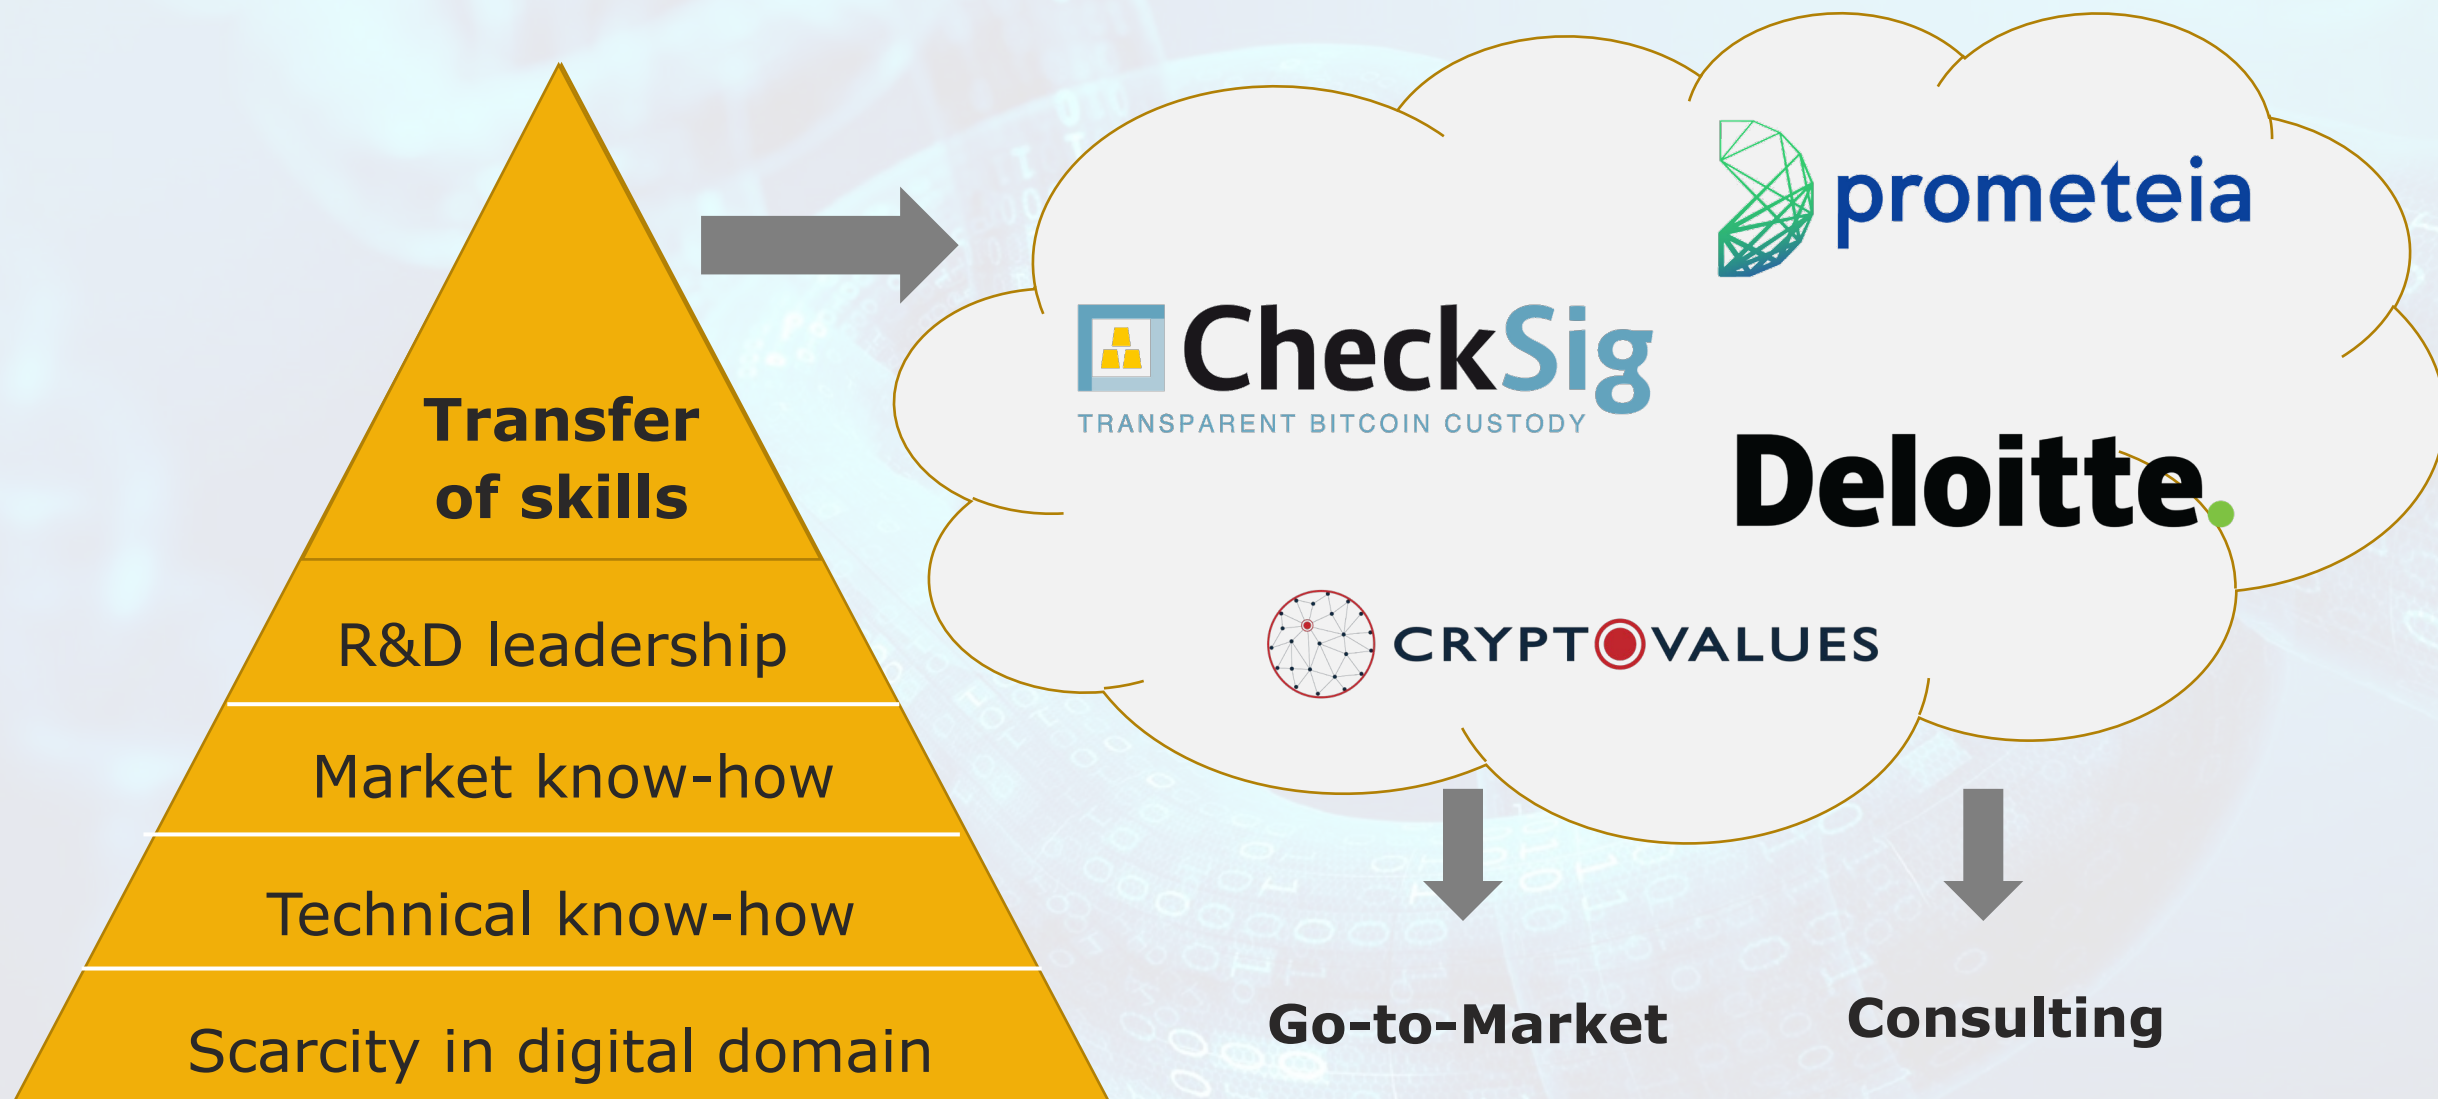 Transfer
of skills
R&D leadership
Market know-how
Technical know-how
Scarcity in digital domain
prometeia
CheckSig
TRANSPARENT BITCOIN CUSTODY
Deloitte.
CRYPTOVALUES
Go-to-Market
Consulting